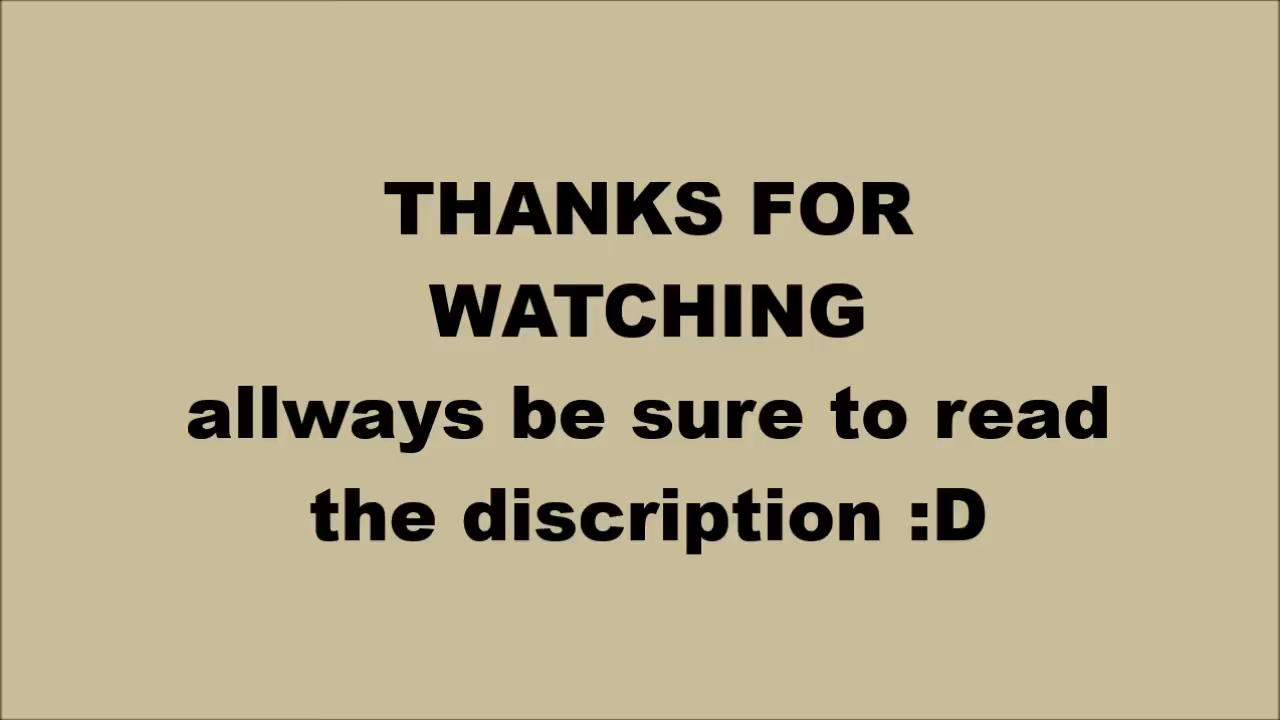 THANKS FOR
WATCHING
allways be sure to read
the discription :D